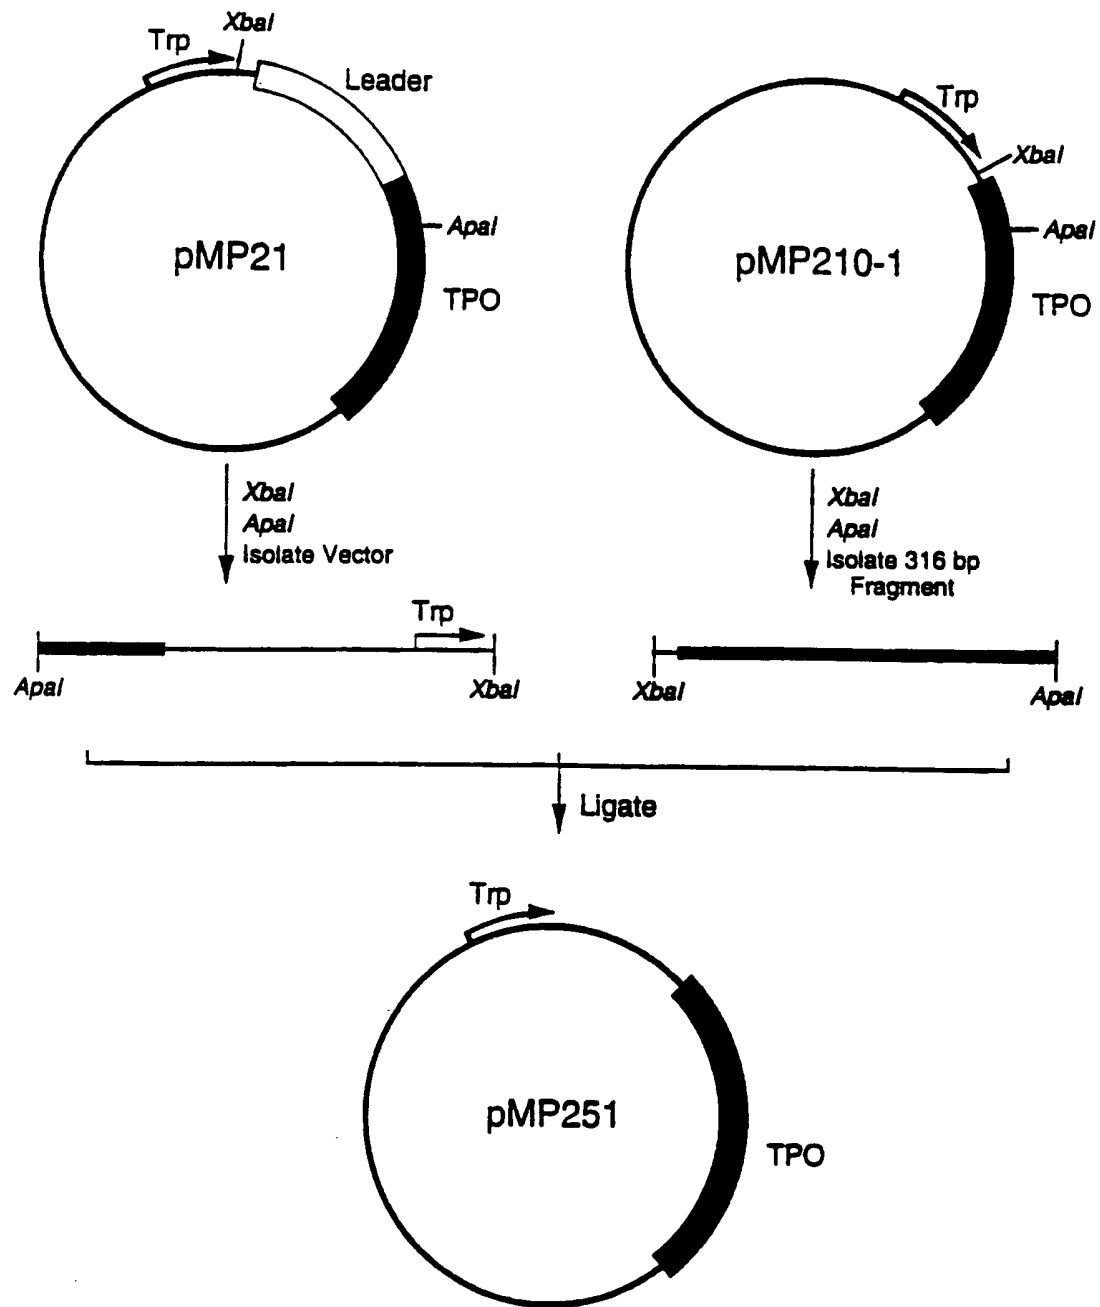 XbaI
Trp
Leader
ApaI
pMP21
TPO
Trp
XbaI
ApaI
pMP210-1
TPO
XbaI
ApaI
Isolate Vector
XbaI
ApaI
Isolate 316 bp
Fragment
Trp
ApaI
XbaI
XbaI
ApaI
Ligate
Trp
pMP251
TPO